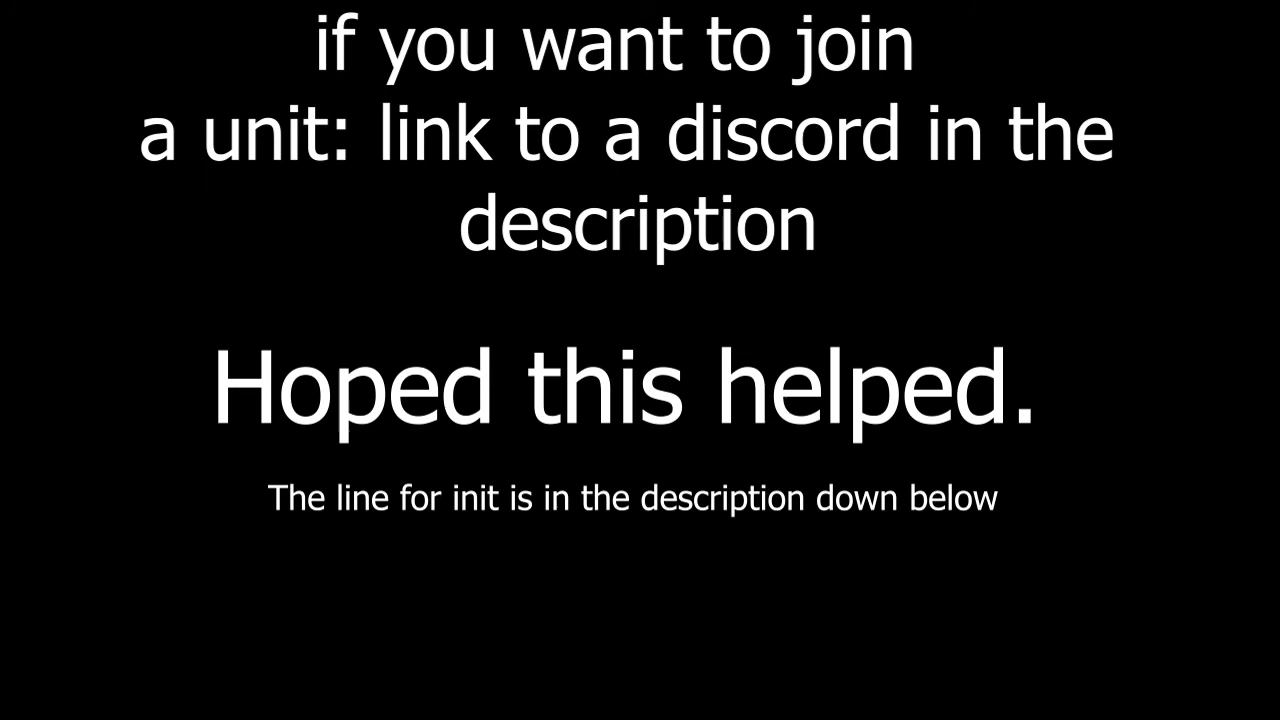 if you want to join
a unit: link to a discord in the
description
Hoped this helped.
The line for init is in the description down below